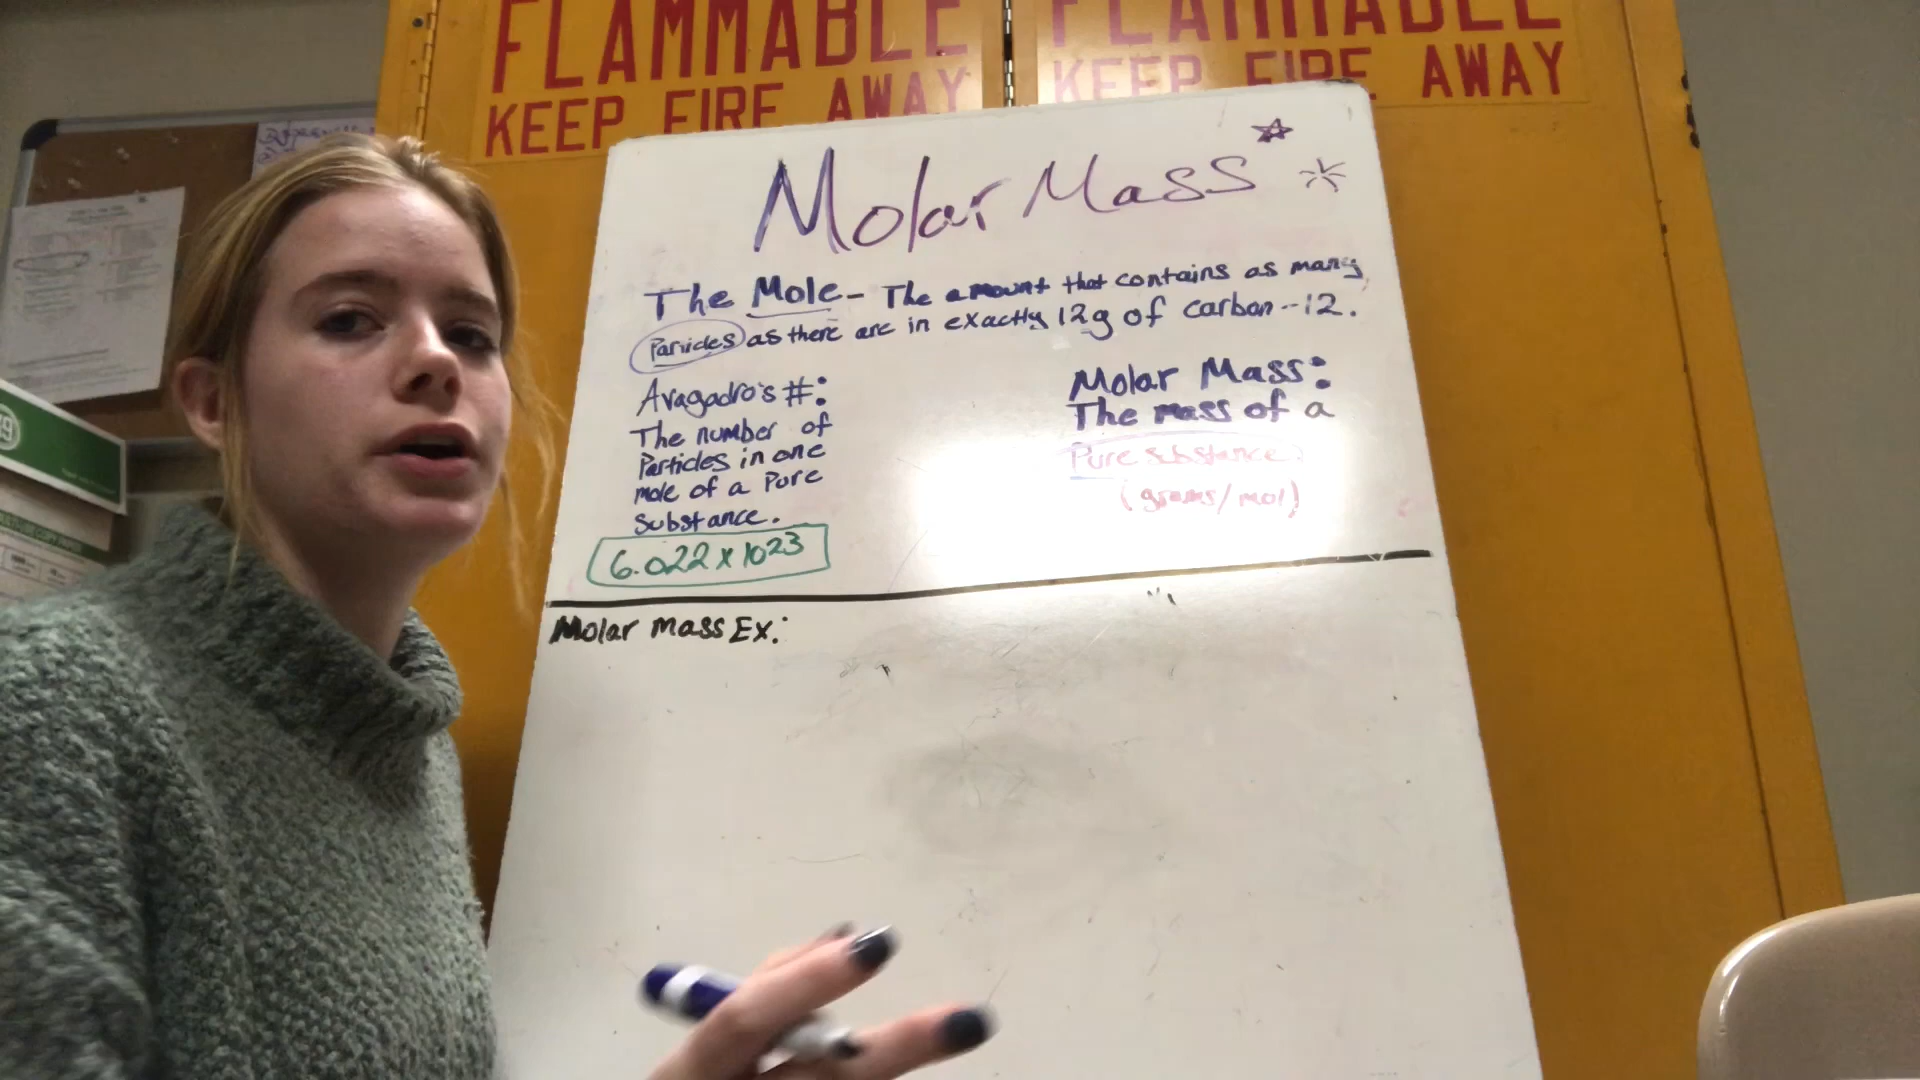 FLAMMABLE FLAMMABLE
KEEP FIRE AWAY KEEP FIRE AWAY
Molar Mass
The Mole - The amount that contains as many
Particles as there are in exactly 12g of carbon-12.
Avagadro's #:
The number of
Particles in one
mole of a Pure
Substance.
6.022 x 10 23
Molar Mass:
The mass of a
Pure substance
(grams/mol)
Molar Mass Ex: